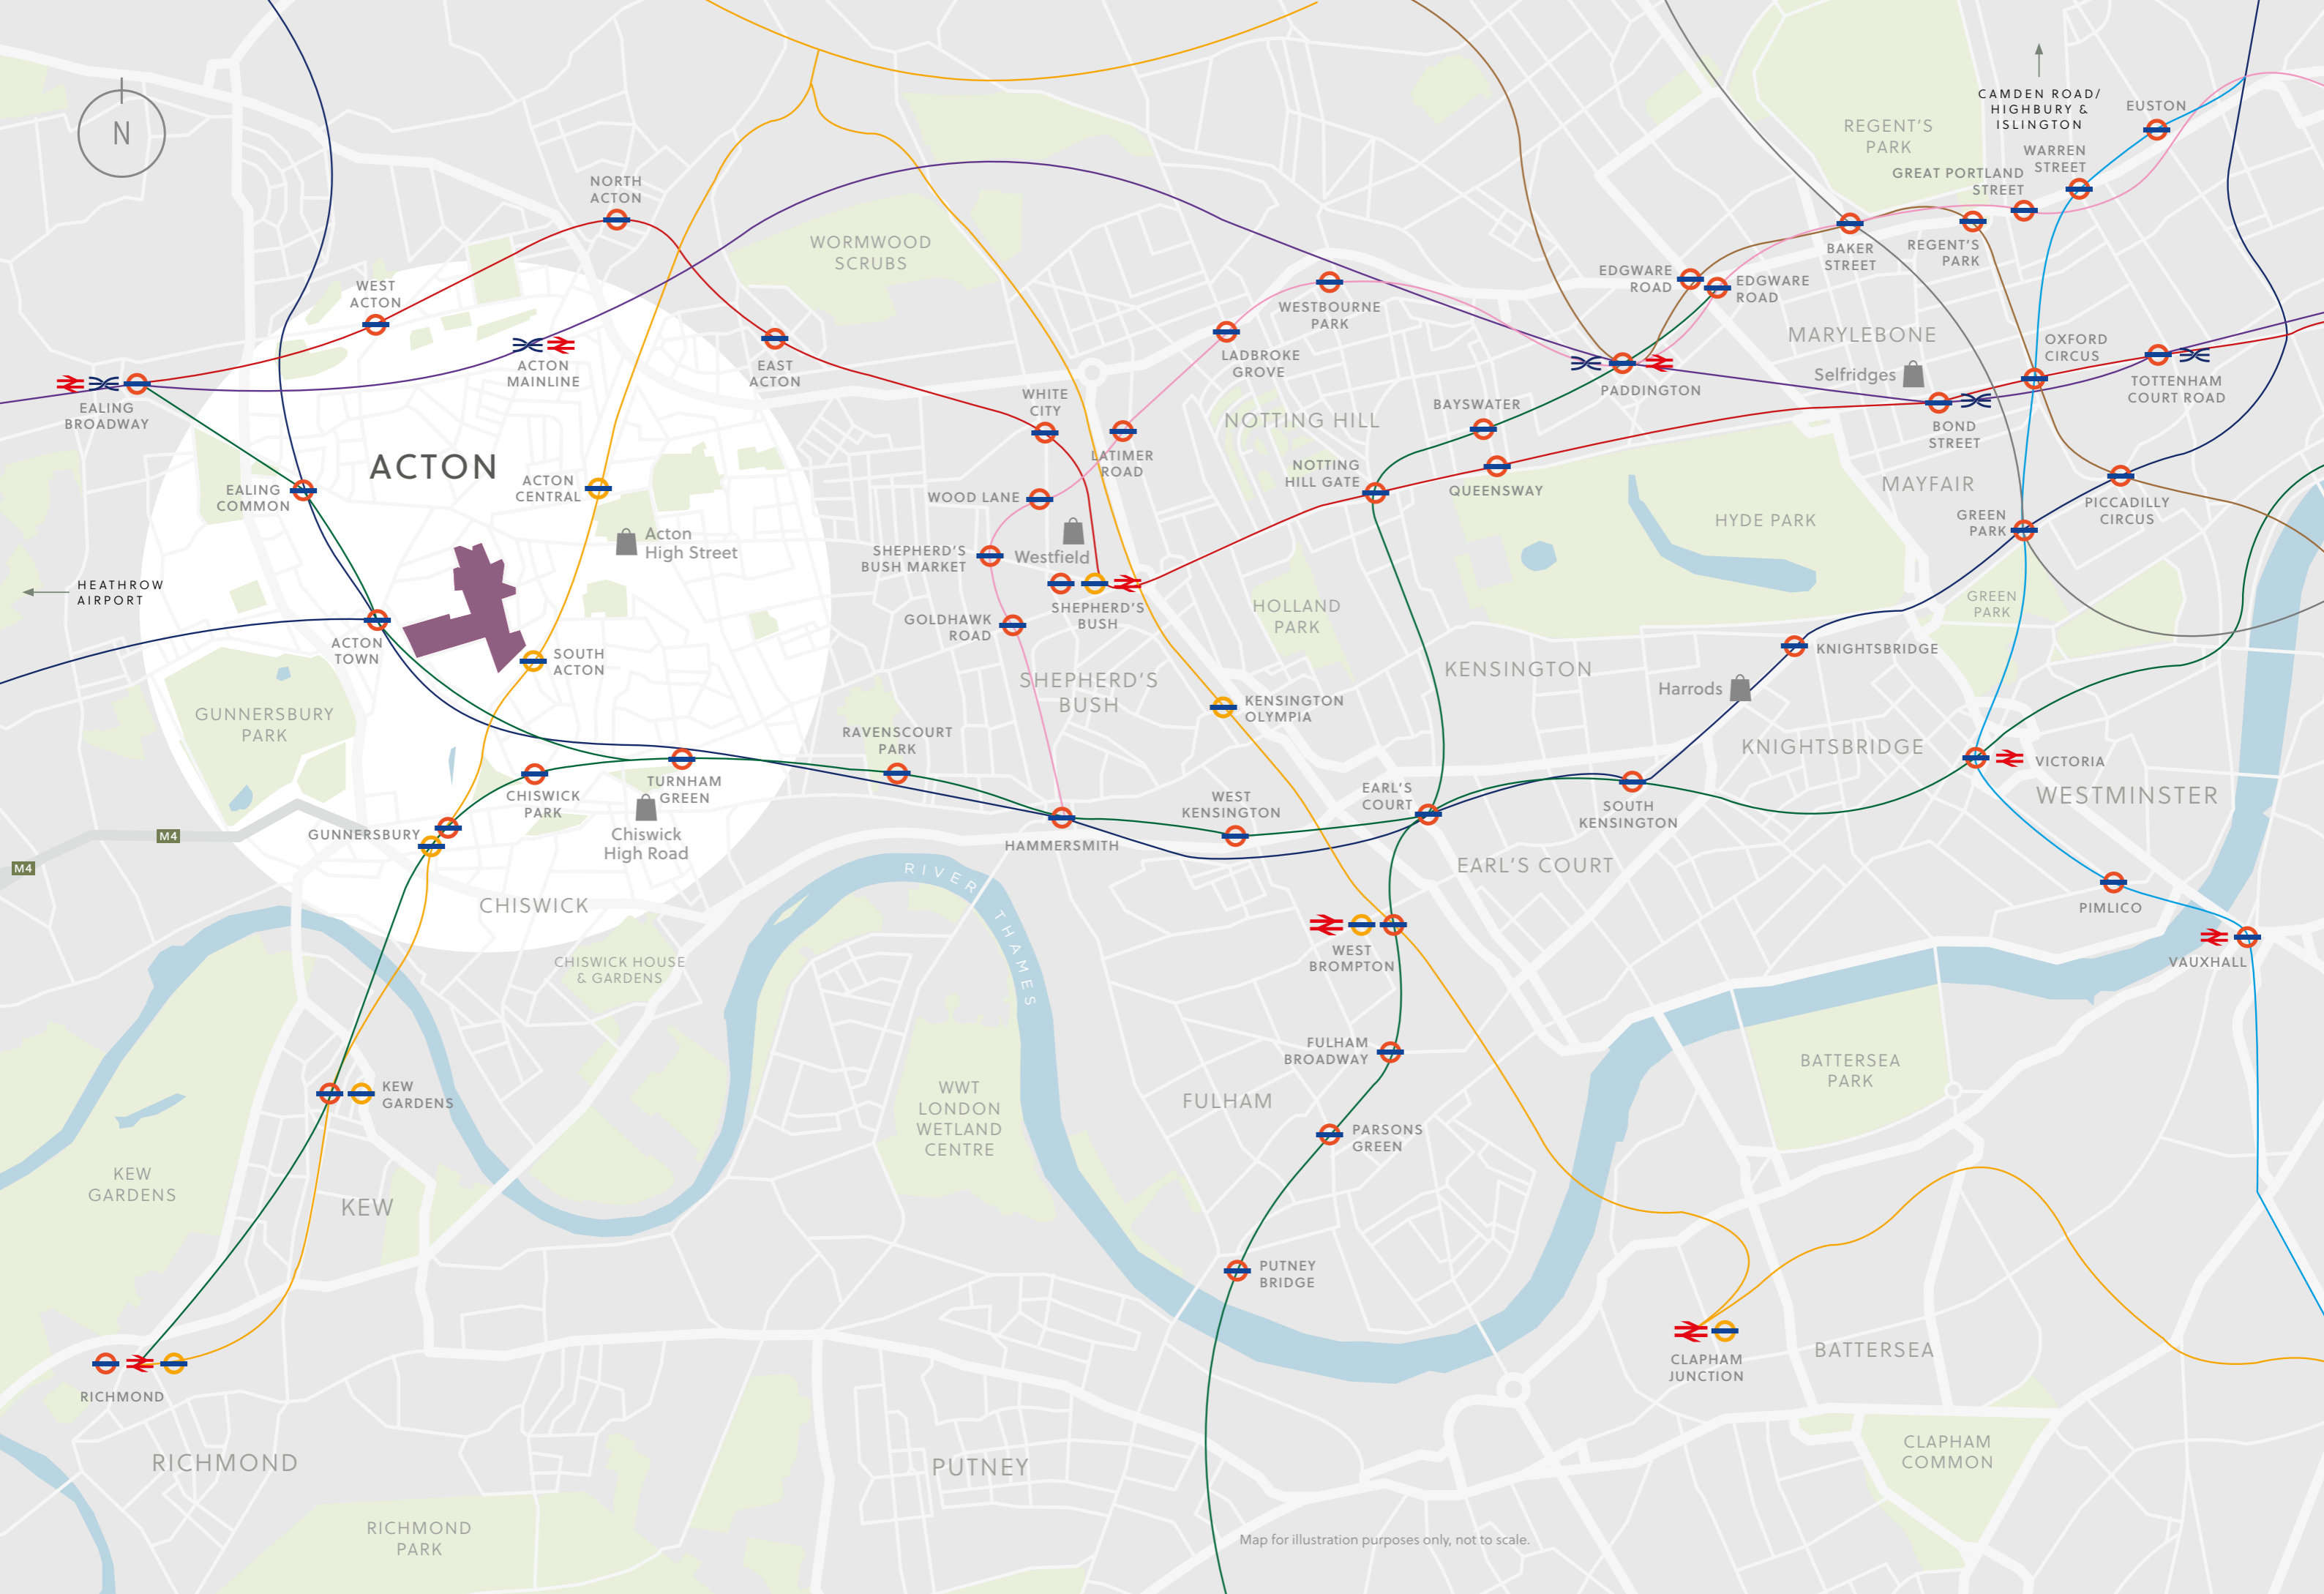 N
CAMDEN ROAD/
HIGHBURY &
ISLINGTON
EUSTON
REGENT'S
PARK
WARREN
STREET
GREAT PORTLAND
STREET
NORTH
ACTON
WORMWOOD
SCRUBS
BAKER
STREET
REGENT'S
PARK
EDGWARE
ROAD
EDGWARE
ROAD
WEST
ACTON
WESTBOURNE
PARK
MARYLEBONE
OXFORD
CIRCUS
ACTON
MAINLINE
EAST
ACTON
LADBROKE
GROVE
PADDINGTON
Selfridges
TOTTENHAM
COURT ROAD
EALING
BROADWAY
WHITE
CITY
NOTTING HILL
BAYSWATER
BOND
STREET
ACTON
LATIMER
ROAD
NOTTING
HILL GATE
QUEENSWAY
MAYFAIR
EALING
COMMON
ACTON
CENTRAL
WOOD LANE
PICCADILLY
CIRCUS
HYDE PARK
GREEN
PARK
Acton
High Street
SHEPHERD'S
BUSH MARKET
Westfield
HEATHROW
AIRPORT
SHEPHERD'S
BUSH
HOLLAND
PARK
GREEN
PARK
GOLDHAWK
ROAD
ACTON
TOWN
SOUTH
ACTON
KNIGHTSBRIDGE
KENSINGTON
SHEPHERD'S
BUSH
Harrods
GUNNERSBURY
PARK
KENSINGTON
OLYMPIA
RAVENSCOURT
PARK
KNIGHTSBRIDGE
VICTORIA
TURNHAM
GREEN
CHISWICK
PARK
WEST
KENSINGTON
EARL'S
COURT
SOUTH
KENSINGTON
WESTMINSTER
GUNNERSBURY
M4
M4
Chiswick
High Road
HAMMERSMITH
EARL'S COURT
RIVER THAMES
CHISWICK
PIMLICO
CHISWICK HOUSE
& GARDENS
WEST
BROMPTON
VAUXHALL
FULHAM
BROADWAY
BATTERSEA
PARK
KEW
GARDENS
WWT
LONDON
WETLAND
CENTRE
FULHAM
PARSONS
GREEN
KEW
GARDENS
KEW
PUTNEY
BRIDGE
CLAPHAM
JUNCTION
BATTERSEA
RICHMOND
RICHMOND
PUTNEY
CLAPHAM
COMMON
RICHMOND
PARK
Map for illustration purposes only, not to scale.